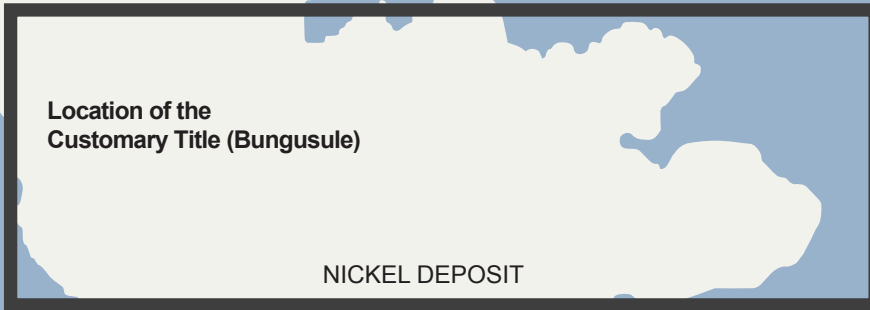 Location of the
Customary Title (Bungusule)
NICKEL DEPOSIT